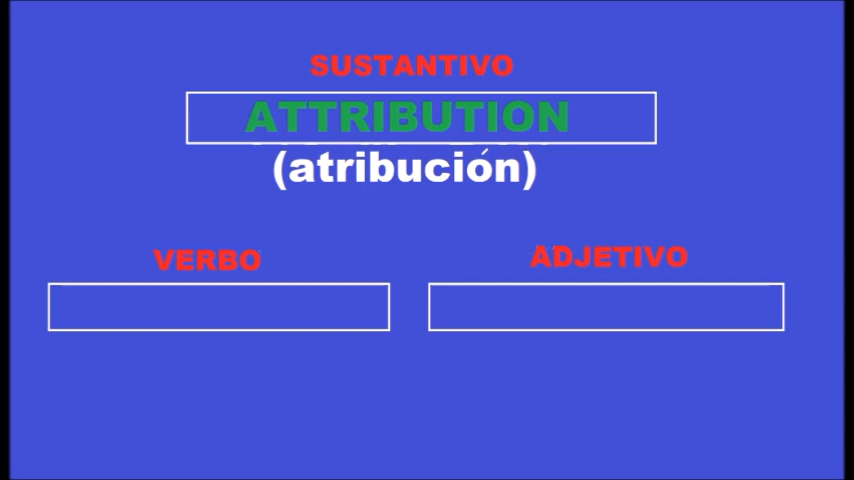 SUSTANTIVO
ATTRIBUTION
(atribución)
VERBO
ADJETIVO